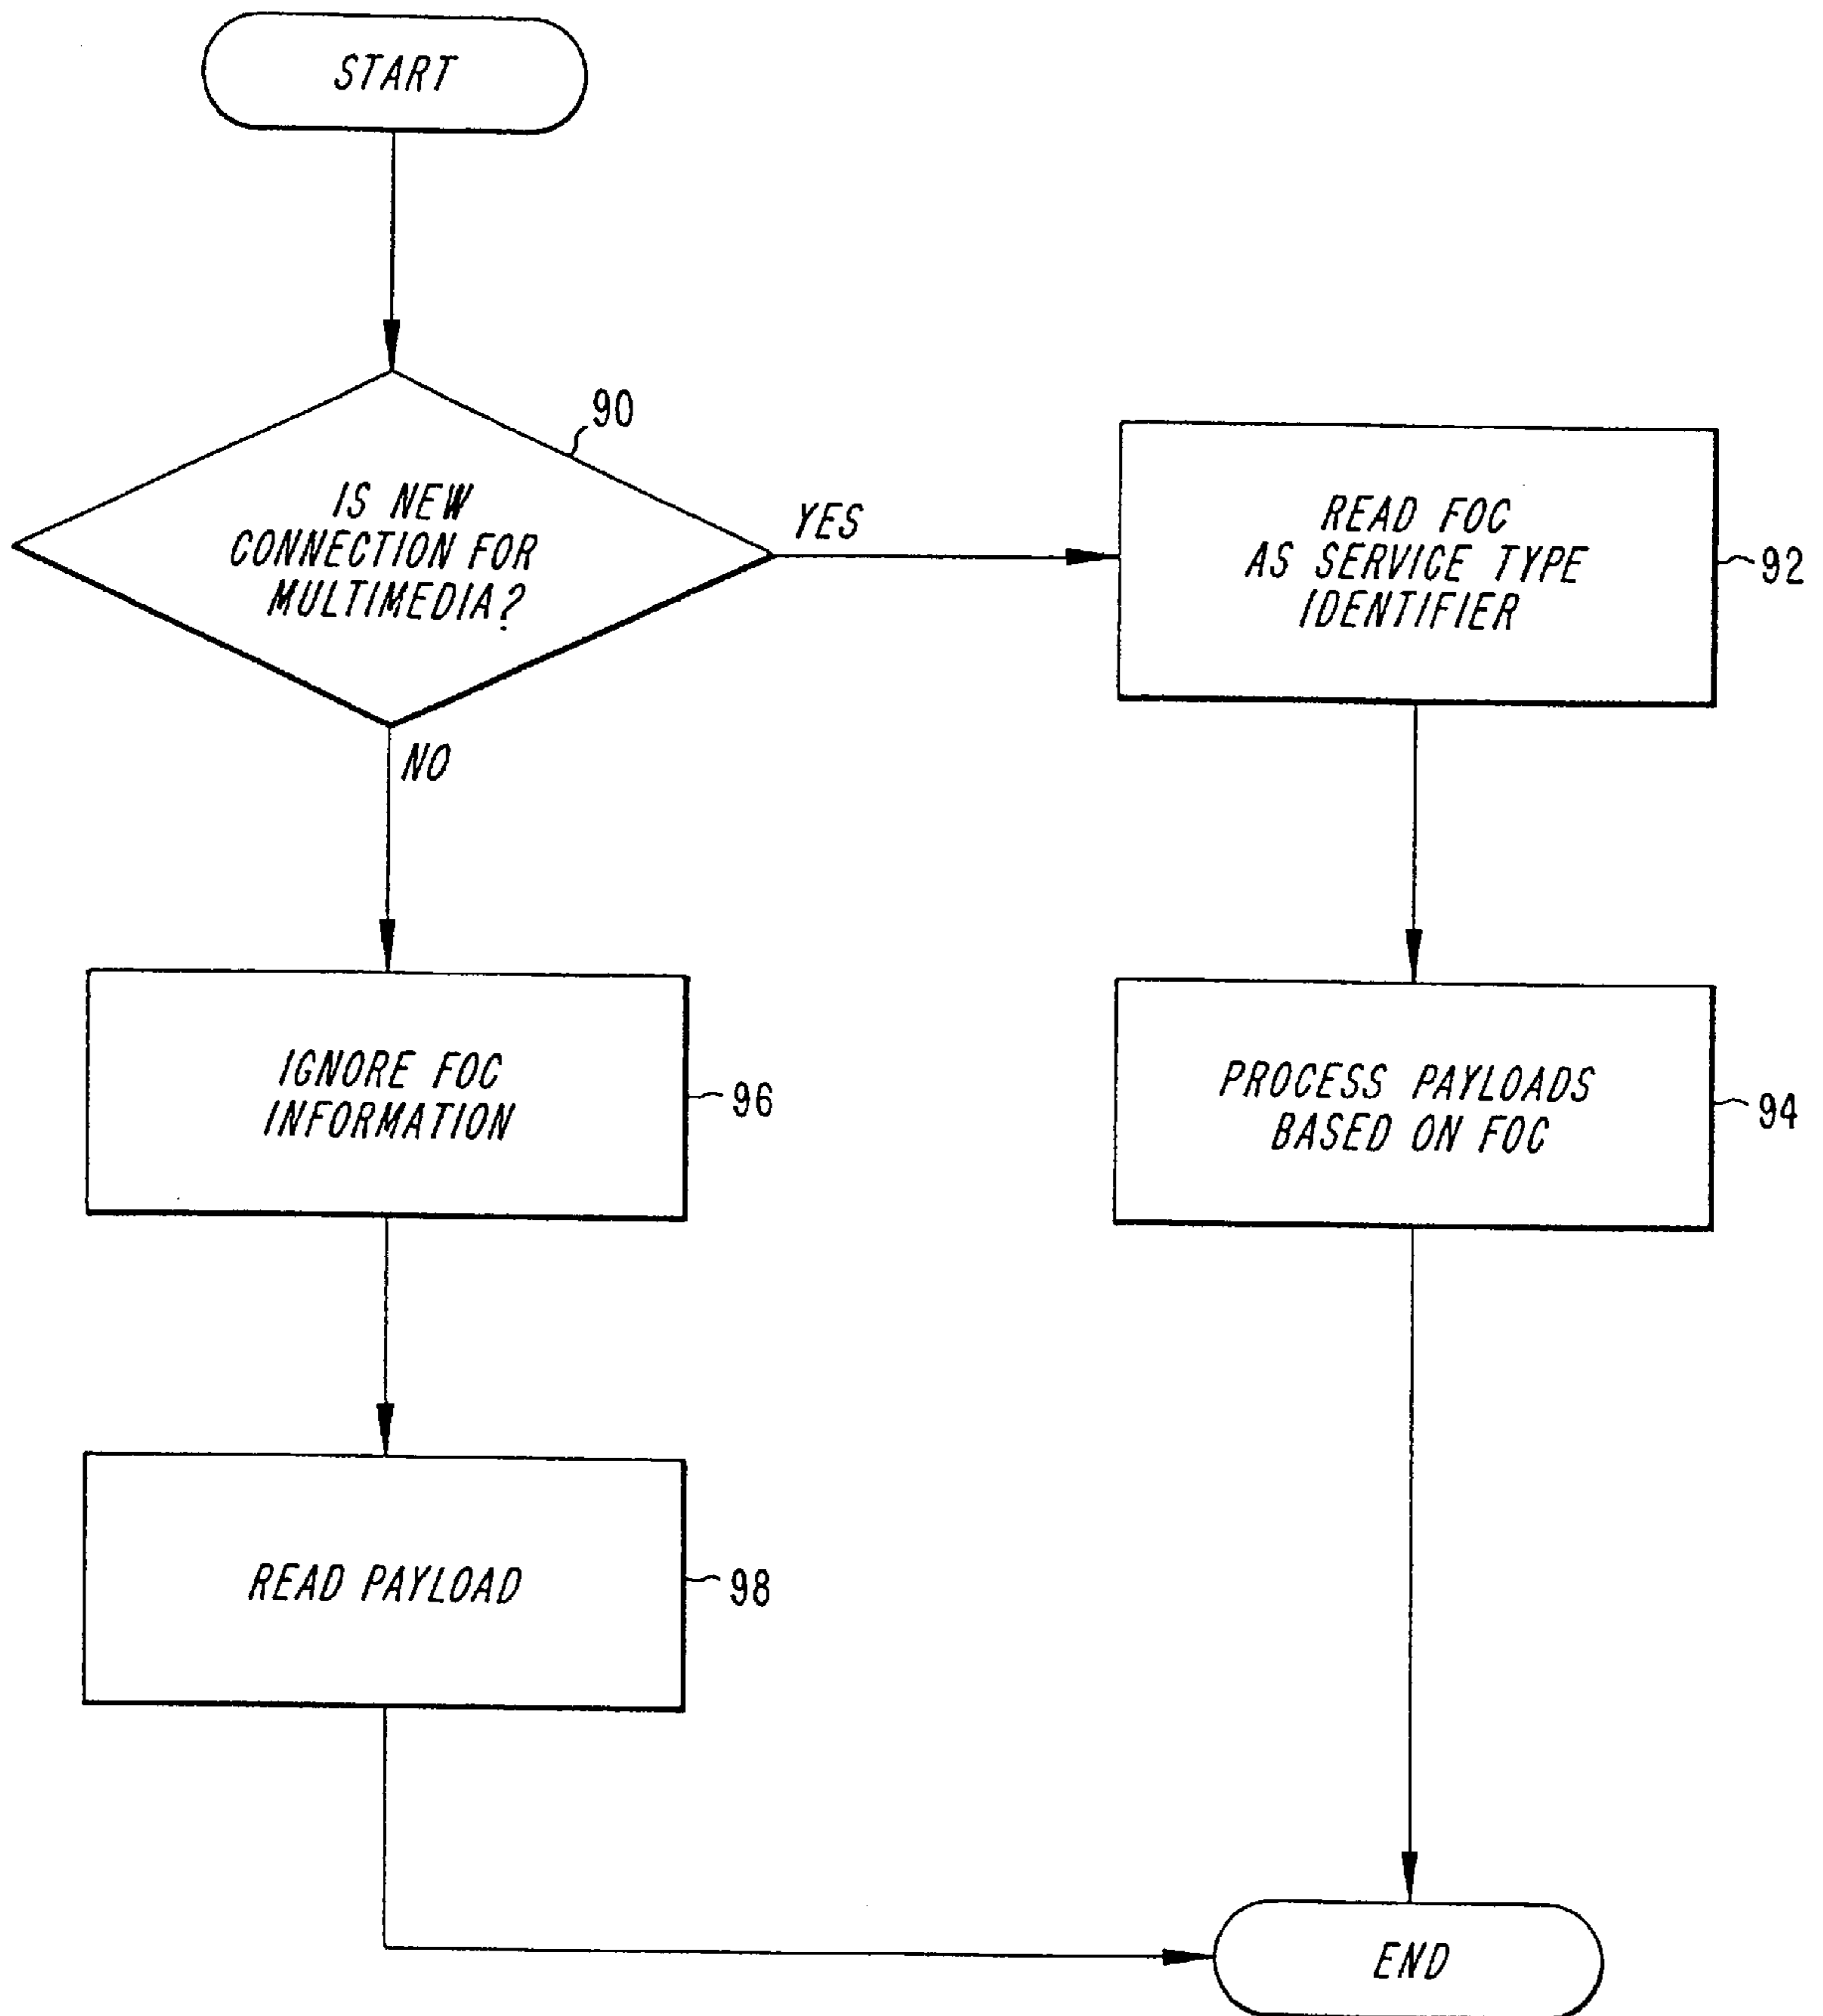 START
90
IS NEW
CONNECTION FOR
MULTIMEDIA?
YES
READ FOC
AS SERVICE TYPE
IDENTIFIER
92
NO
IGNORE FOC
INFORMATION
96
PROCESS PAYLOADS
BASED ON FOC
94
READ PAYLOAD
98
END